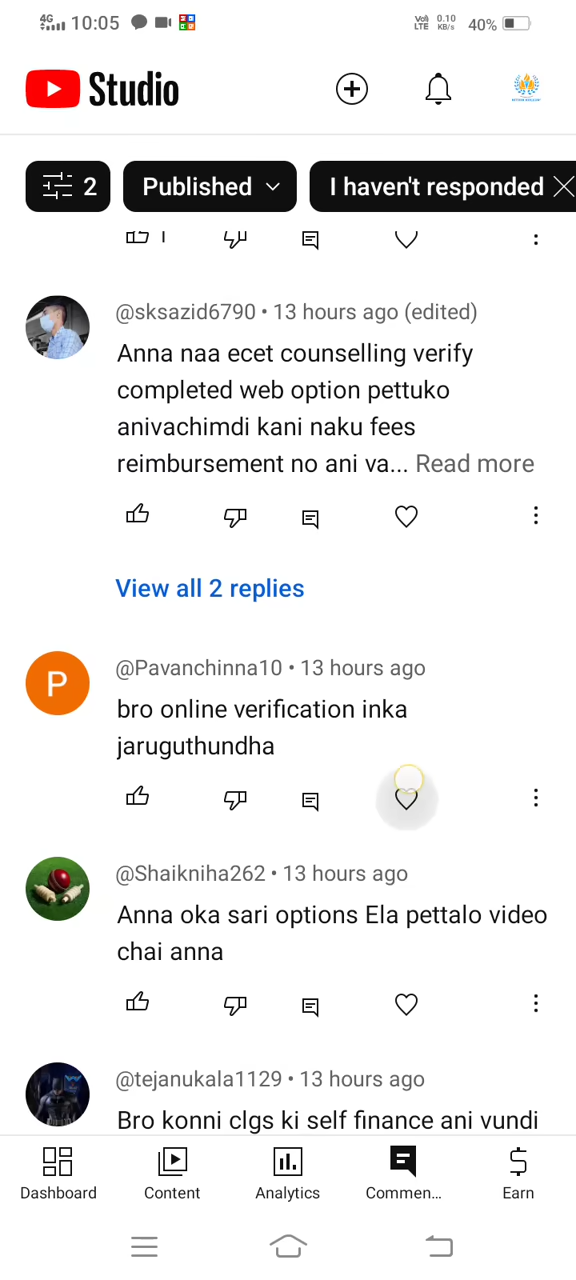 4G 10:05 Vol) LTE 0.10 KB/s 40%
Studio
2 Published I haven't responded
1
@sksazid6790 • 13 hours ago (edited)
Anna naa ecet counselling verify
completed web option pettuko
anivachimdi kani naku fees
reimbursement no ani va... Read more
View all 2 replies
P
@Pavanchinna10 • 13 hours ago
bro online verification inka
jaruguthundha
@Shaikniha262 • 13 hours ago
Anna oka sari options Ela pettalo video
chai anna
@tejanukala1129 • 13 hours ago
Bro konni clgs ki self finance ani vundi
Dashboard Content Analytics Commen... Earn